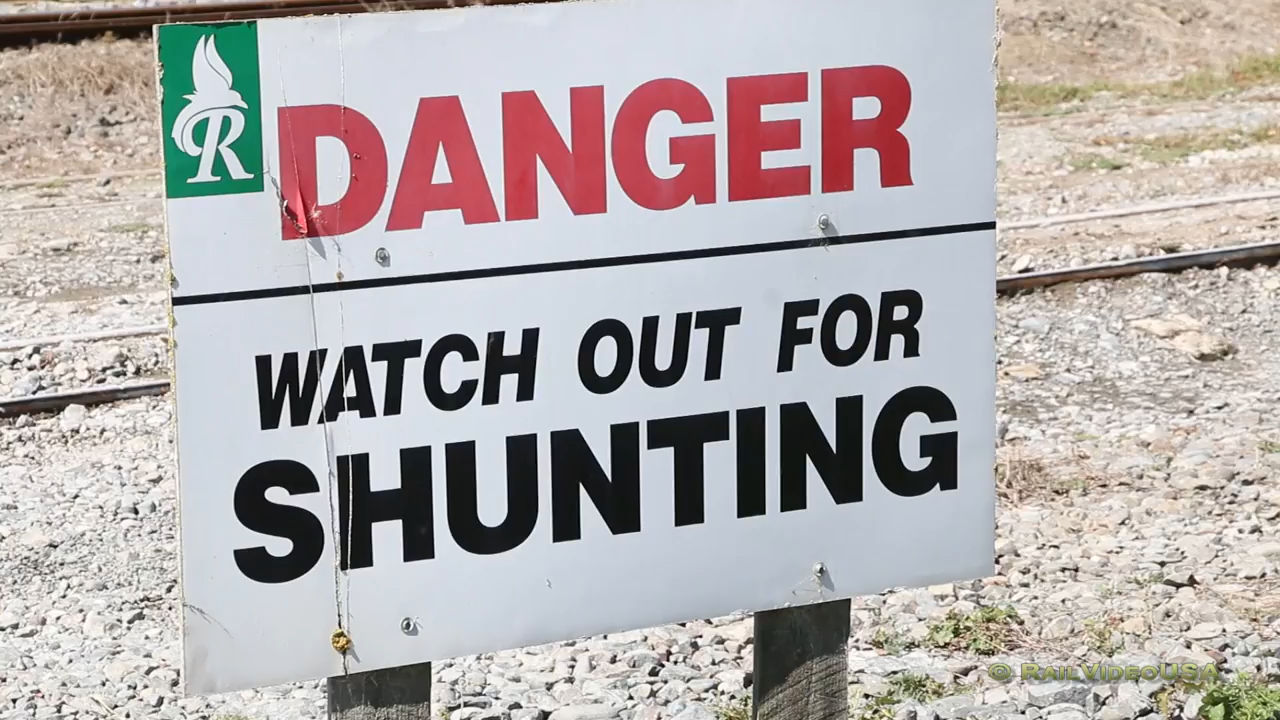 R
DANGER
WATCH OUT FOR
SHUNTING
© RailVideoUSA